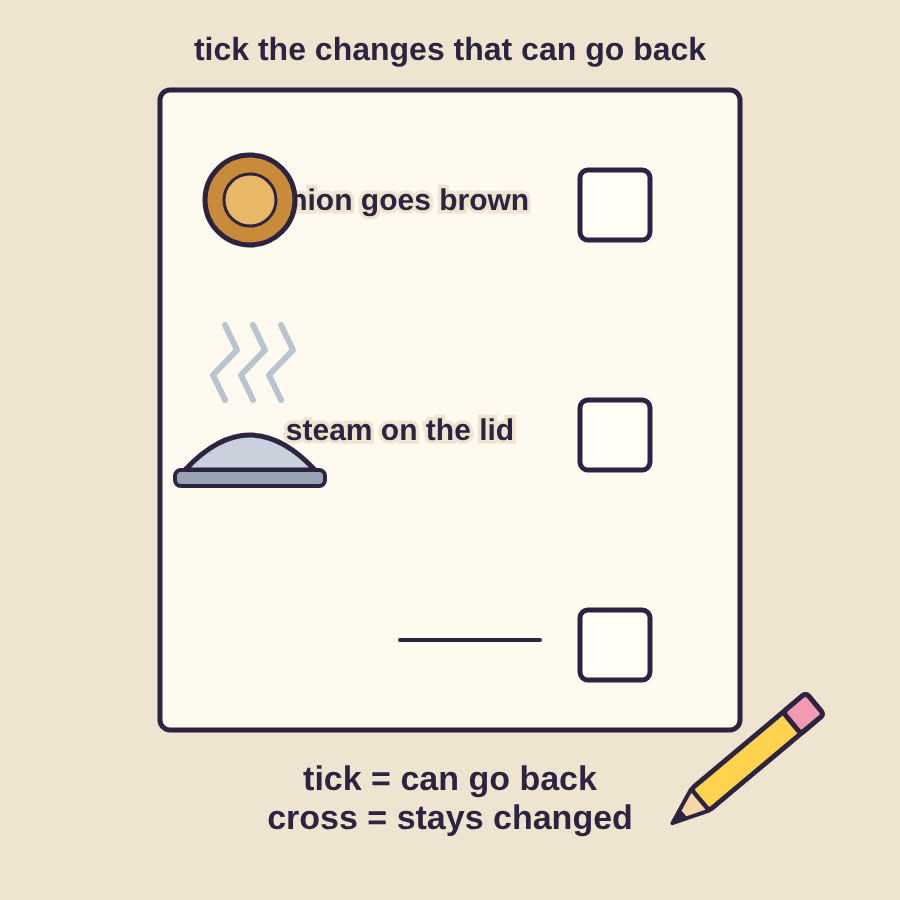 tick the changes that can go back
nion goes brown
steam on the lid
tick = can go back
cross = stays changed